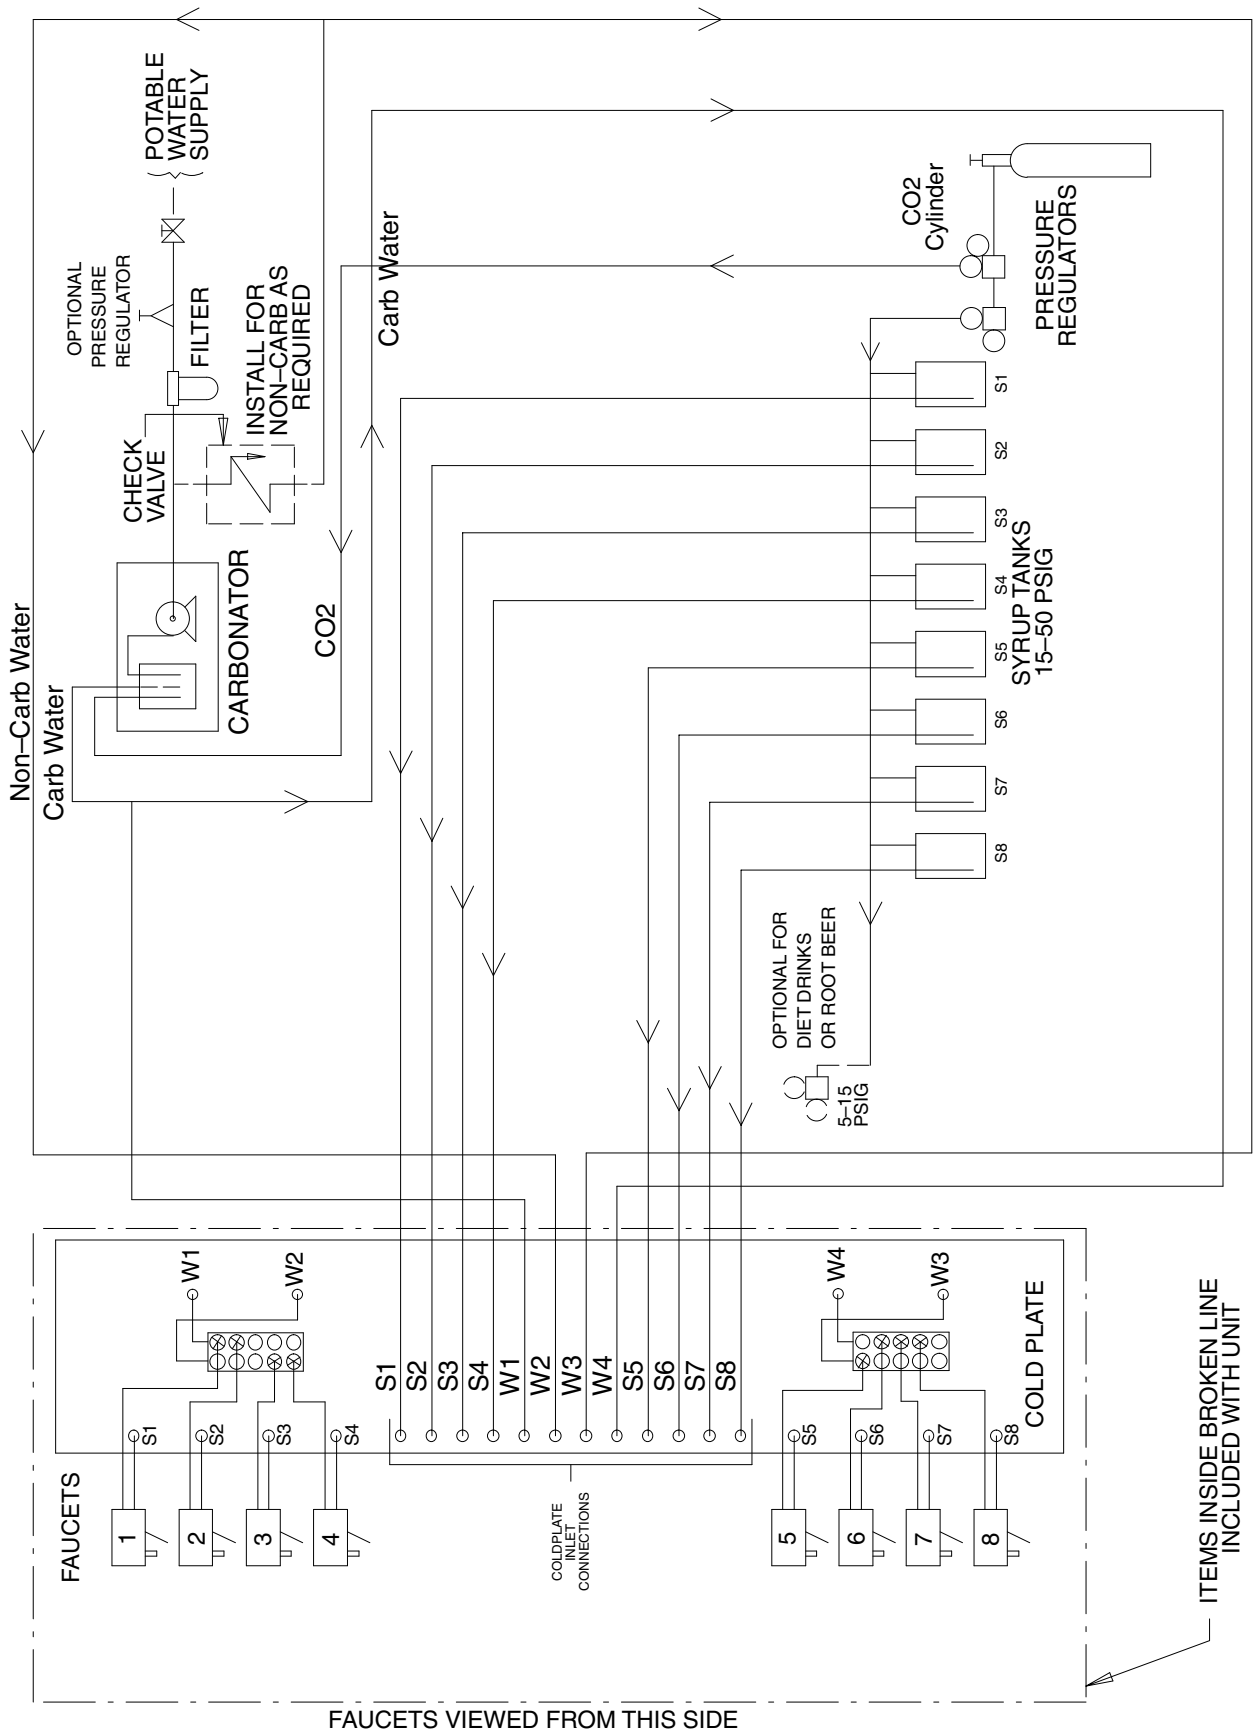 POTABLE
WATER
SUPPLY
OPTIONAL
PRESSURE
REGULATOR
FILTER
INSTALL FOR
NON–CARB AS
REQUIRED
CHECK
VALVE
CARBONATOR
Non–Carb Water
Carb Water
CO2
Carb Water
CO2
Cylinder
PRESSURE
REGULATORS
S1
S2
S3
S4
S5
S6
S7
S8
SYRUP TANKS
15–50 PSIG
OPTIONAL FOR
DIET DRINKS
OR ROOT BEER
5–15
PSIG
W1
W2
W4
W3
S1
S2
S3
S4
W1
W2
W3
W4
S5
S6
S7
S8
COLD PLATE
S1
S2
S3
S4
S5
S6
S7
S8
FAUCETS
1
2
3
4
5
6
7
8
COLDPLATE
INLET
CONNECTIONS
ITEMS INSIDE BROKEN LINE
INCLUDED WITH UNIT
FAUCETS VIEWED FROM THIS SIDE